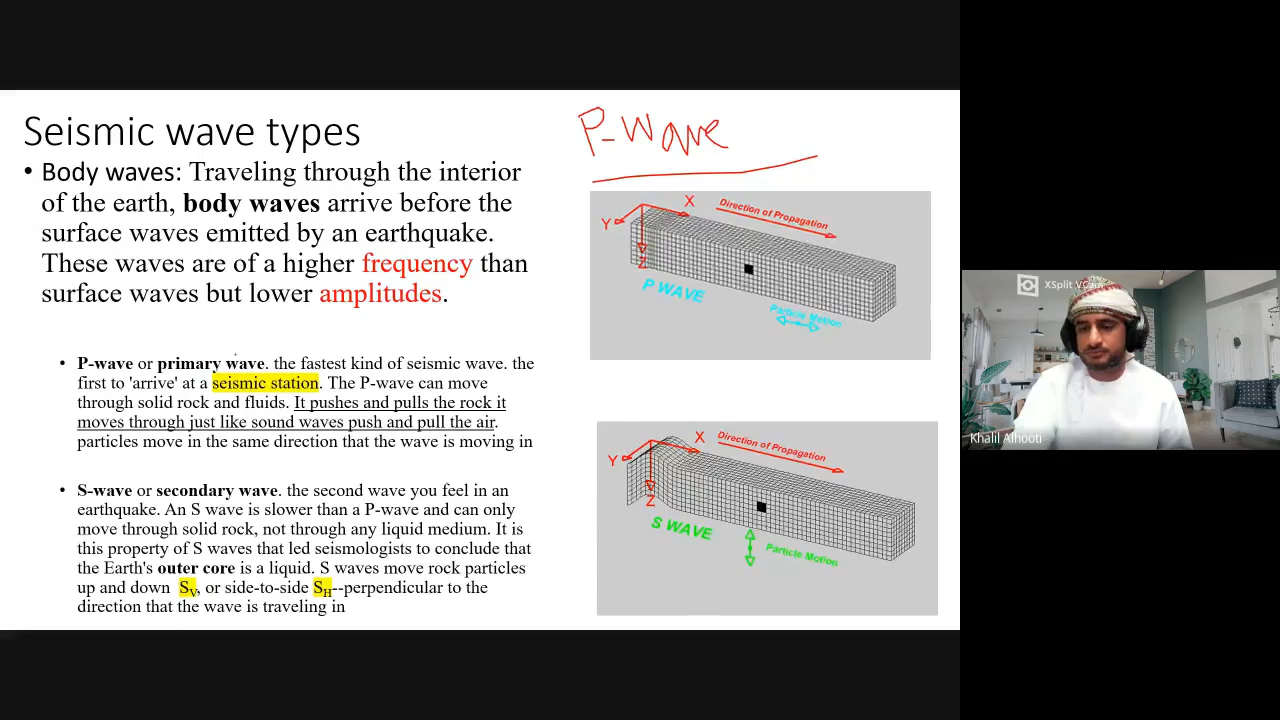 Seismic wave types
• Body waves: Traveling through the interior
of the earth, body waves arrive before the
surface waves emitted by an earthquake.
These waves are of a higher frequency than
surface waves but lower amplitudes.
• P-wave or primary wave. the fastest kind of seismic wave. the
first to 'arrive' at a seismic station. The P-wave can move
through solid rock and fluids. It pushes and pulls the rock it
moves through just like sound waves push and pull the air.
particles move in the same direction that the wave is moving in
• S-wave or secondary wave. the second wave you feel in an
earthquake. An S wave is slower than a P-wave and can only
move through solid rock, not through any liquid medium. It is
this property of S waves that led seismologists to conclude that
the Earth's outer core is a liquid. S waves move rock particles
up and down SV, or side-to-side SH--perpendicular to the
direction that the wave is traveling in
P-wave
X
Direction of Propagation
Y
Z
P WAVE
Particle Motion
X
Direction of Propagation
Y
Z
S WAVE
Particle Motion
XSplit VCam
Khalil Alhooti